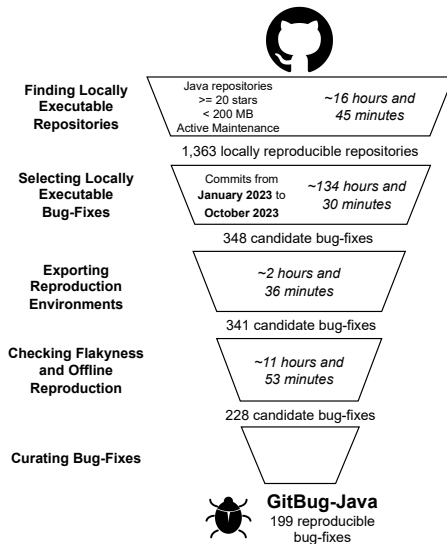 Finding Locally
Executable
Repositories
Java repositories
>= 20 stars
< 200 MB
Active Maintenance
~16 hours and
45 minutes
1,363 locally reproducible repositories
Selecting Locally
Executable
Bug-Fixes
Commits from
January 2023 to
October 2023
~134 hours and
30 minutes
348 candidate bug-fixes
Exporting
Reproduction
Environments
~2 hours and
36 minutes
341 candidate bug-fixes
Checking Flakyness
and Offline
Reproduction
~11 hours and
53 minutes
228 candidate bug-fixes
Curating Bug-Fixes
GitBug-Java
199 reproducible
bug-fixes